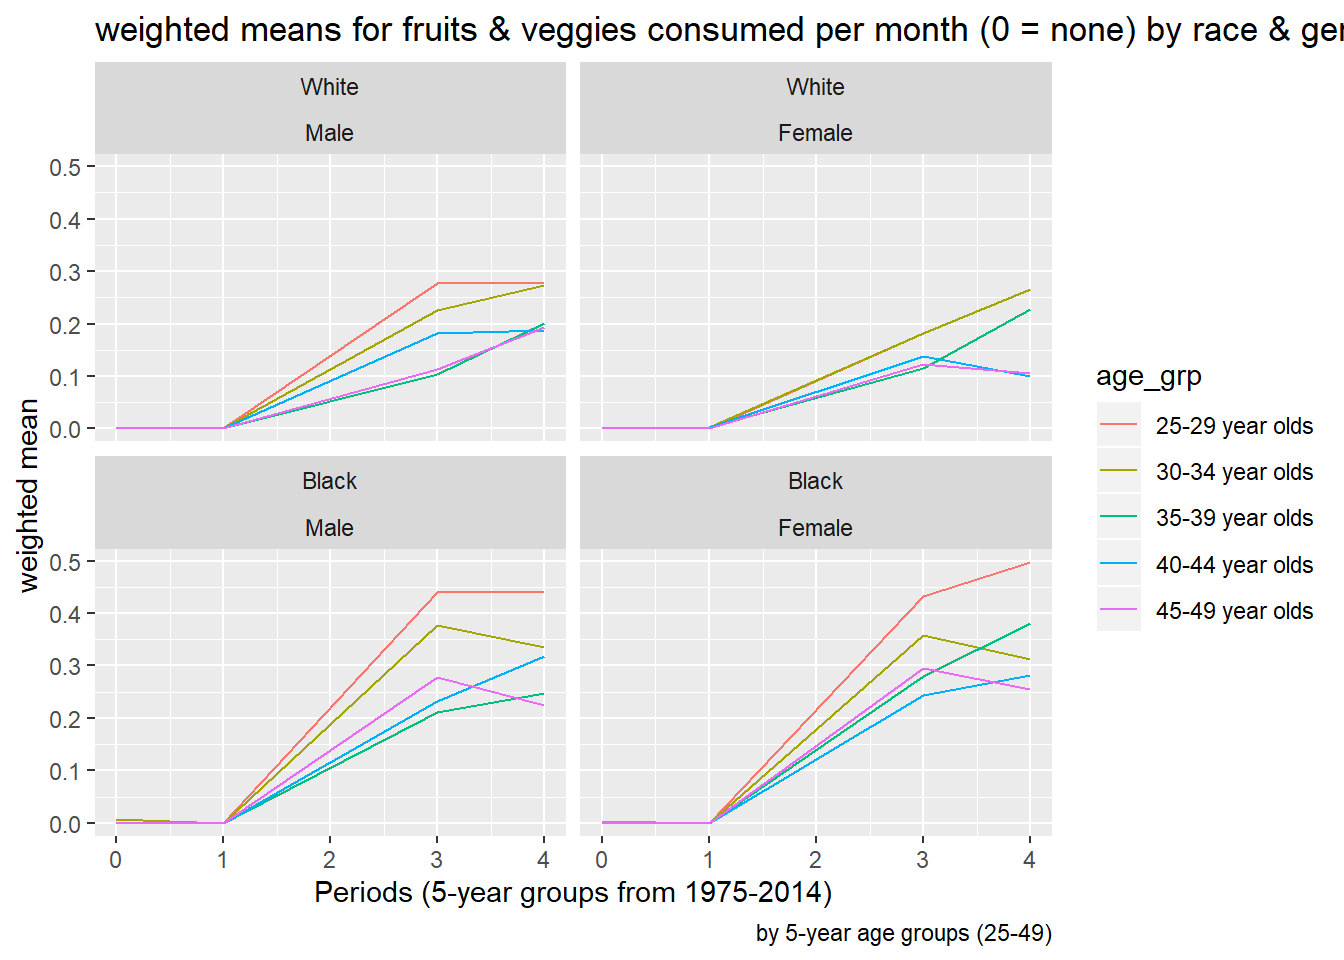 weighted means for fruits & veggies consumed per month (0 = none) by race & ger
White
Male
White
Female
0.5
0.4
0.3
0.2
0.1
0.0
Black
Male
Black
Female
0.5
0.4
0.3
0.2
0.1
0.0
weighted mean
0 1 2 3 4
0 1 2 3 4
Periods (5-year groups from 1975-2014)
by 5-year age groups (25-49)
age_grp
25-29 year olds
30-34 year olds
35-39 year olds
40-44 year olds
45-49 year olds